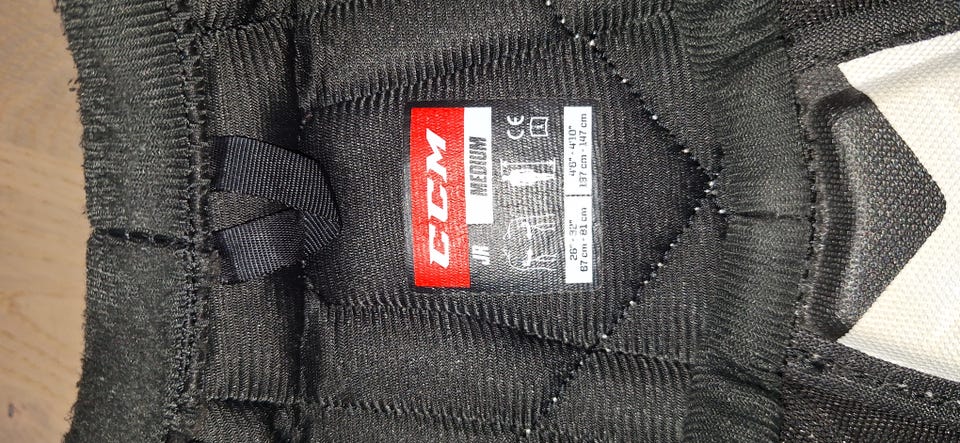 CCM
JR MEDIUM
CE
26" - 32" 4'6" - 4'10"
67 cm - 81 cm 137 cm - 147 cm